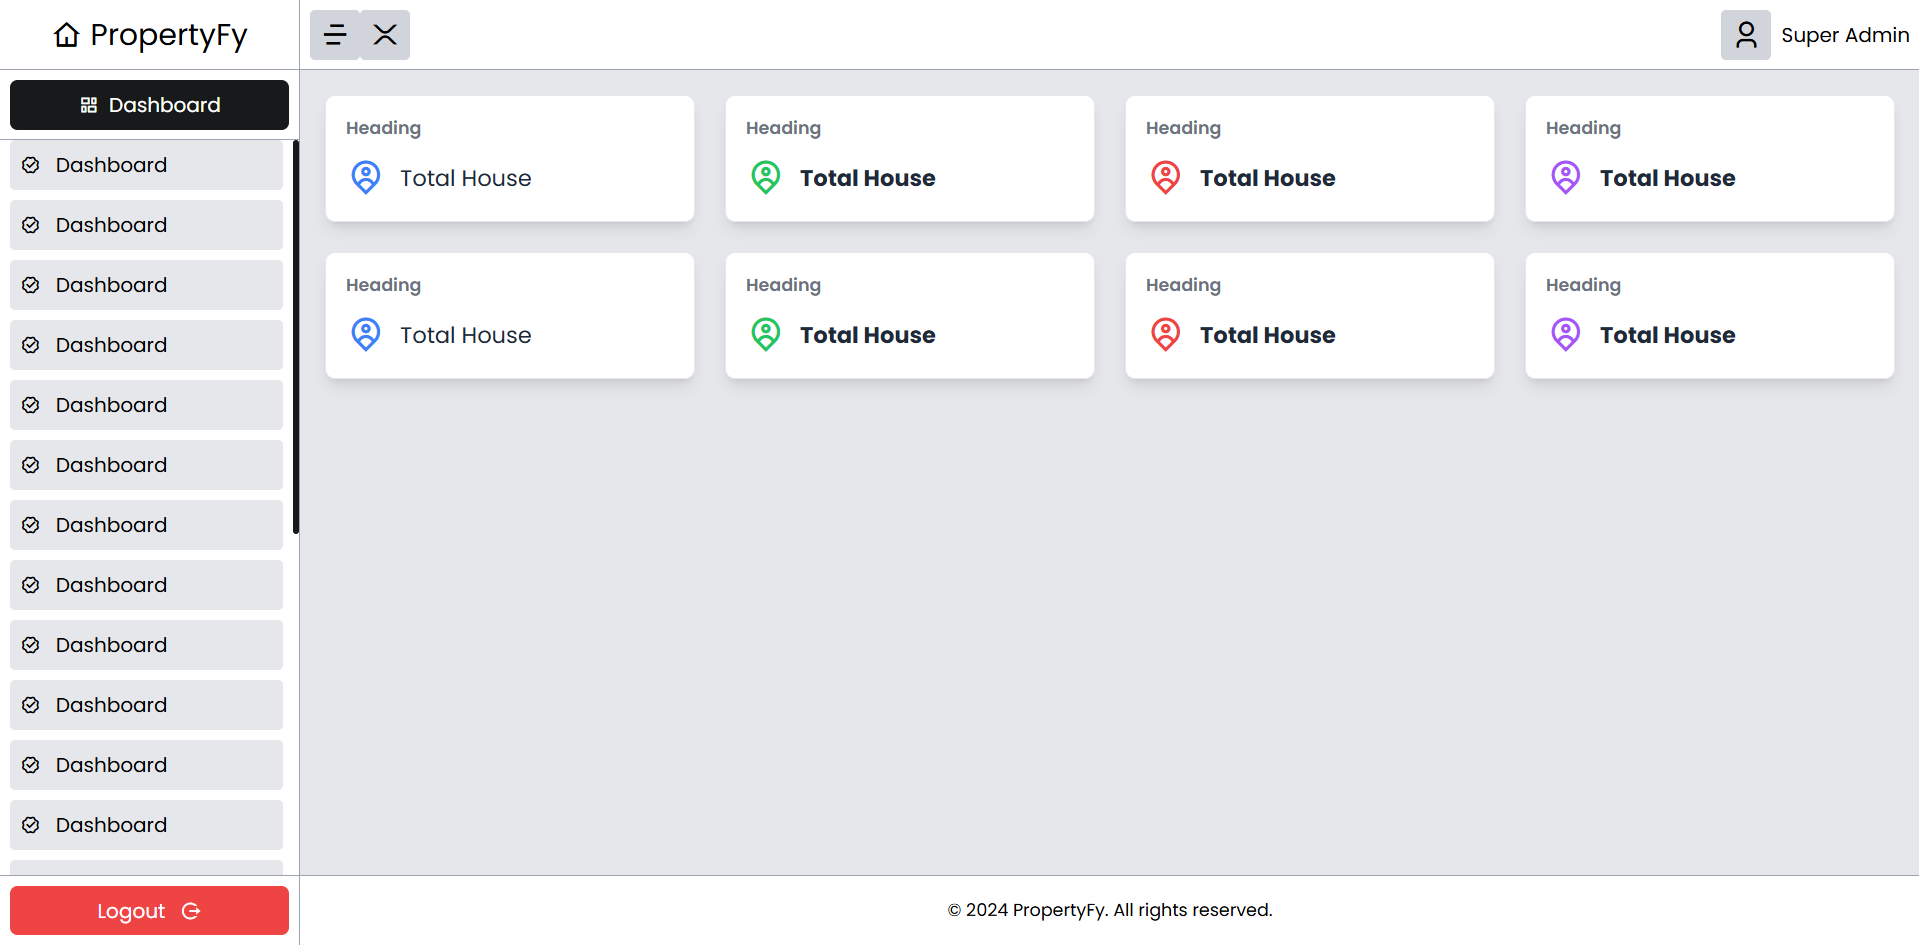 PropertyFy
Super Admin
Dashboard
Dashboard
Dashboard
Dashboard
Dashboard
Dashboard
Dashboard
Dashboard
Dashboard
Dashboard
Dashboard
Dashboard
Dashboard
Logout
Heading
Total House
Heading
Total House
Heading
Total House
Heading
Total House
Heading
Total House
Heading
Total House
Heading
Total House
Heading
Total House
© 2024 PropertyFy. All rights reserved.